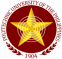 POLYTECHNIC UNIVERSITY OF THE PHILIPPINES
1904